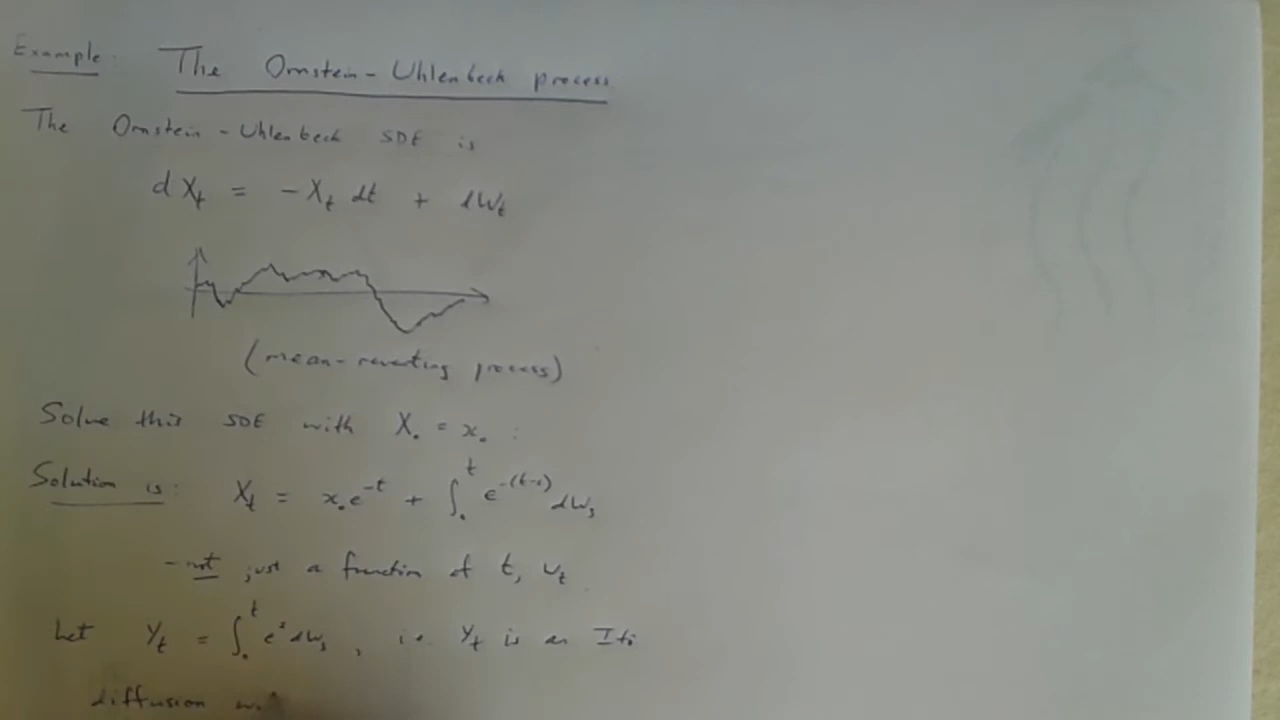 Example: The Ornstein-Uhlenbeck process
The Ornstein-Uhlenbeck SDE is
dX_t = -X_t dt + dW_t
(mean-reverting process)
Solve this SDE with X_0 = x_0 :
Solution is: X_t = x_0 e^{-t} + ∫_0^t e^{-(t-s)} dW_s
- not just a function of t, W_t
Let Y_t = ∫_0^t e^s dW_s , i.e. Y_t is an Itô
diffusion